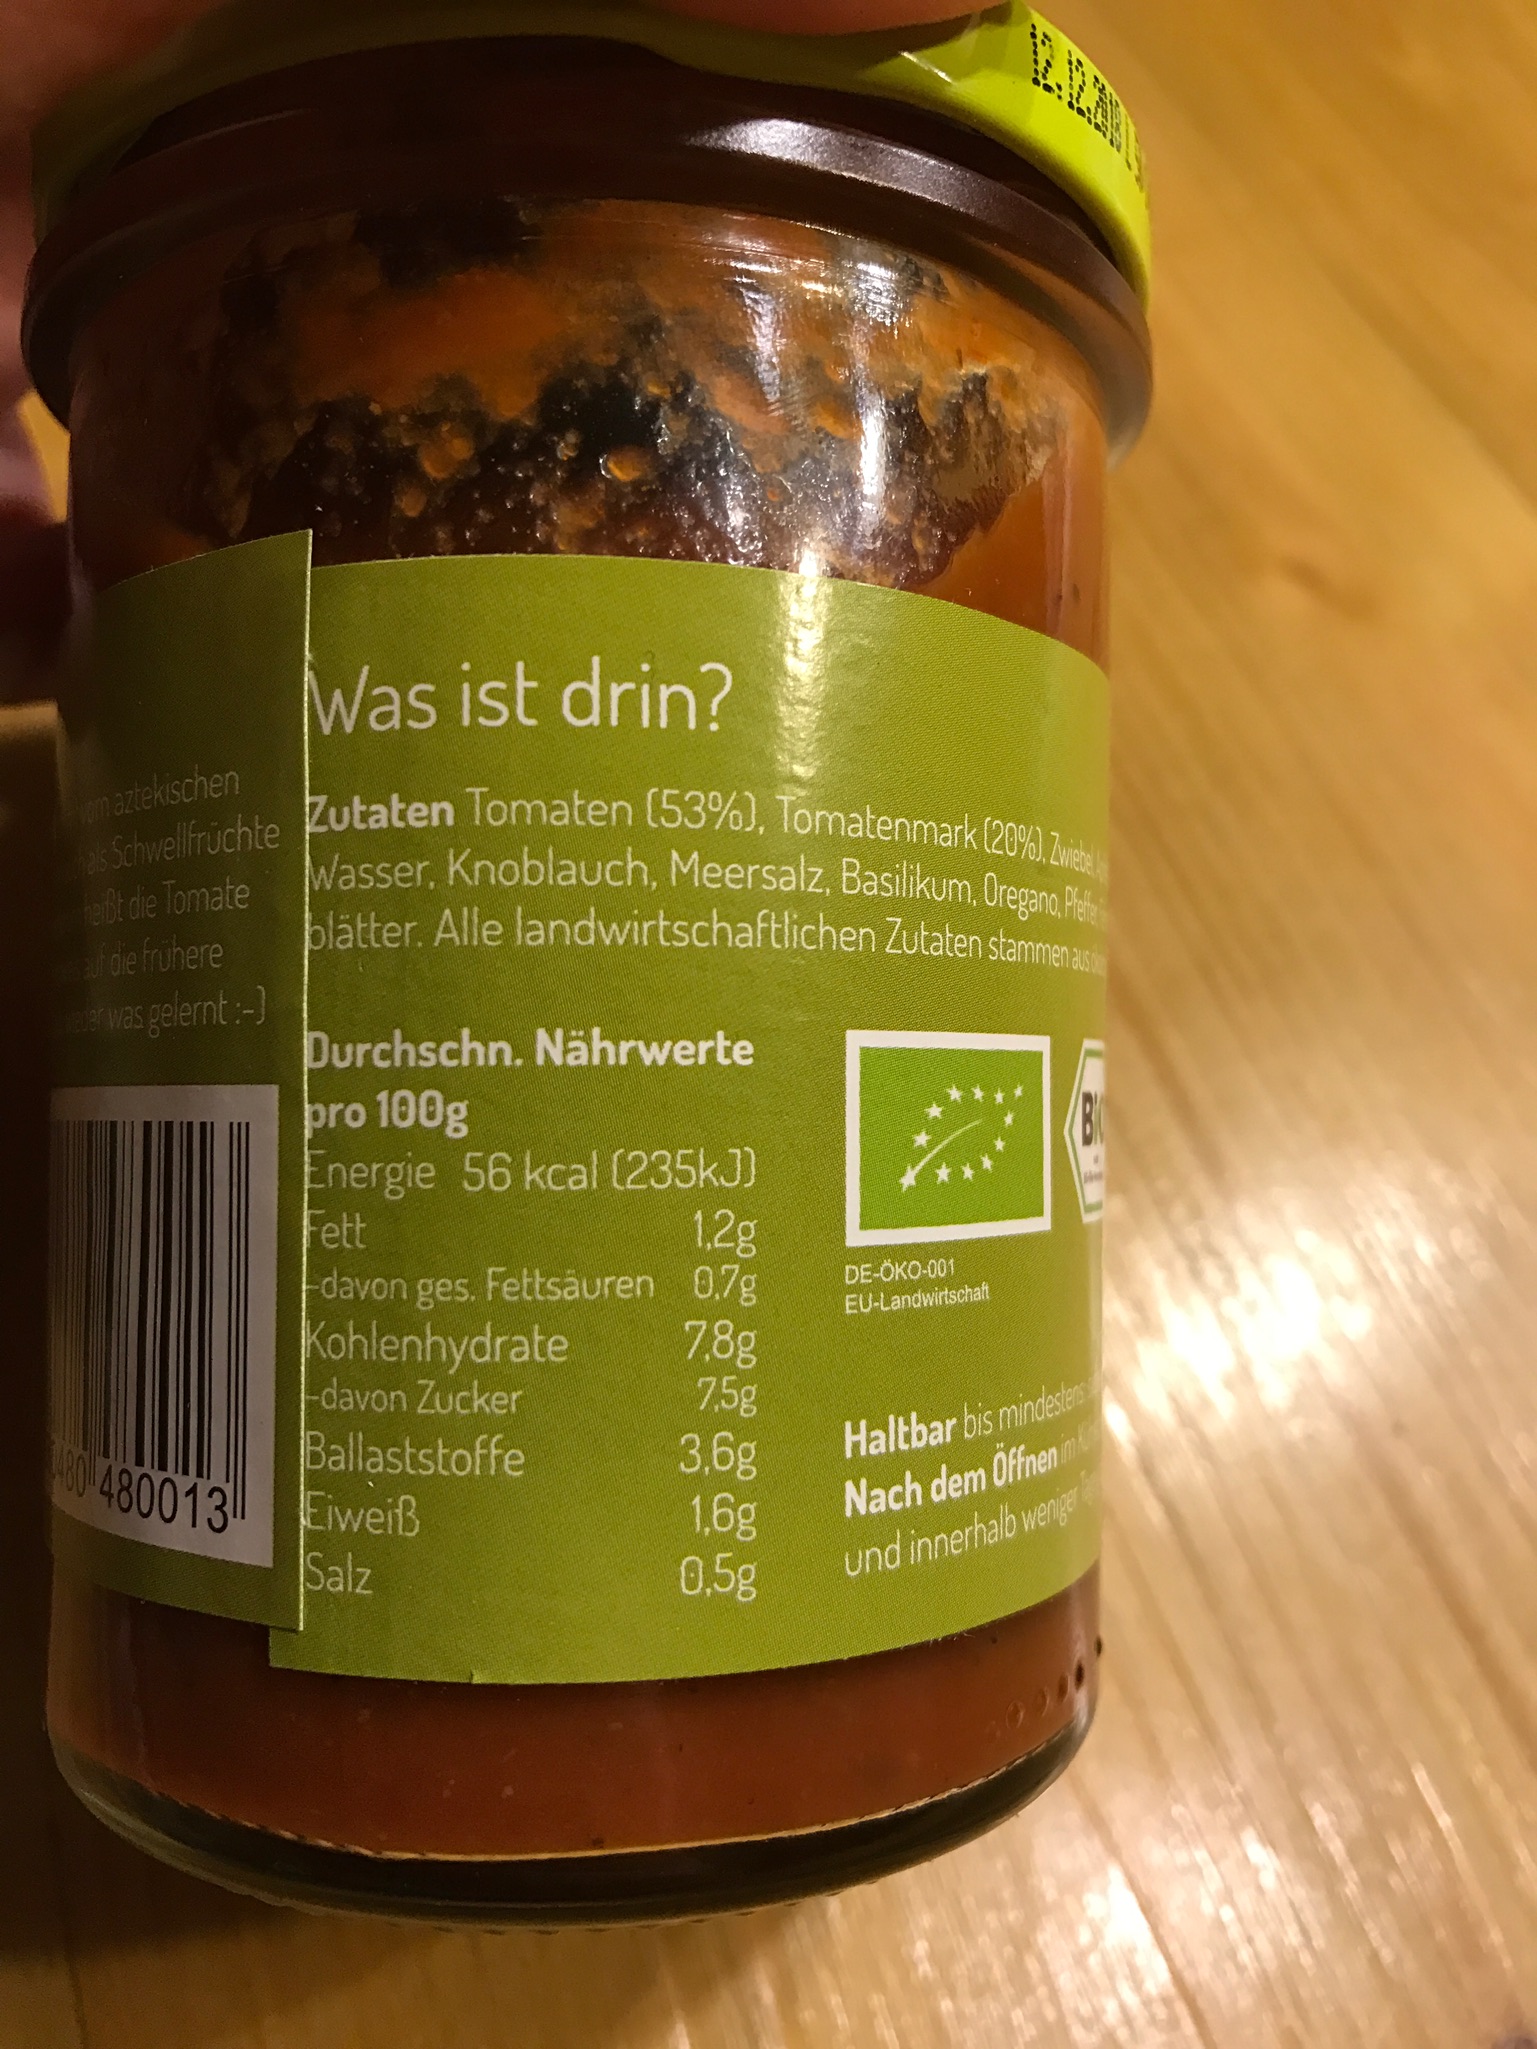 aztekischen
Schwellfrüchte
heißt die Tomate
auf die frühere
was gelernt :-)
480013
Was ist drin?
Zutaten Tomaten (53%), Tomatenmark (20%), Zwiebel,
Wasser, Knoblauch, Meersalz, Basilikum, Oregano, Pfeffer,
blätter. Alle landwirtschaftlichen Zutaten stammen aus
Durchschn. Nährwerte
pro 100g
Energie 56 kcal (235kJ)
Fett 1,2g
-davon ges. Fettsäuren 0,7g
Kohlenhydrate 7,8g
-davon Zucker 7,5g
Ballaststoffe 3,6g
Eiweiß 1,6g
Salz 0,5g
Bio
DE-ÖKO-001
EU-Landwirtschaft
Haltbar bis mindestens
Nach dem Öffnen im
und innerhalb weniger